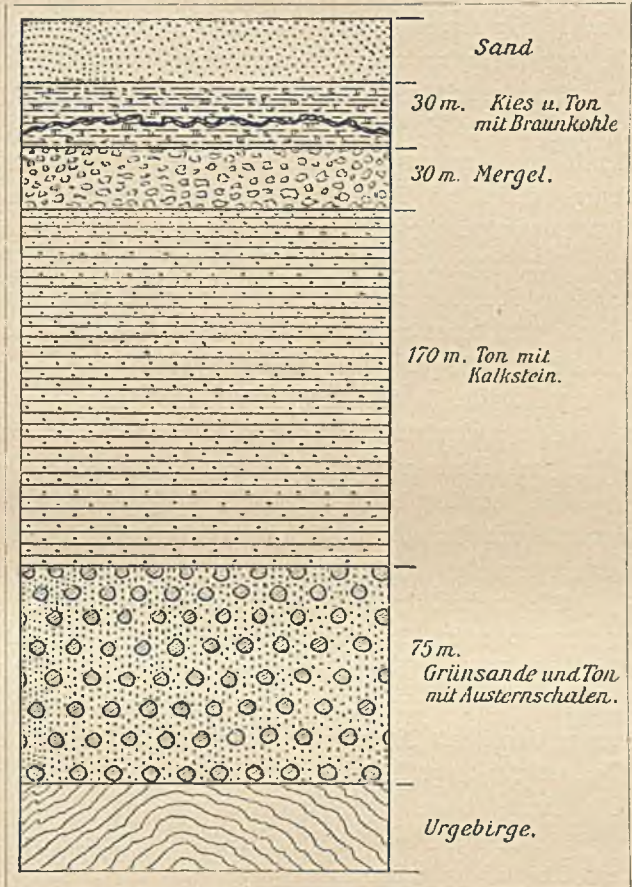 Sand
30 m. Kies u. Ton
mit Braunkohle
30 m. Mergel.
170 m. Ton mit
Kalkstein.
75 m.
Grünsande und Ton
mit Austernschalen.
Urgebirge.